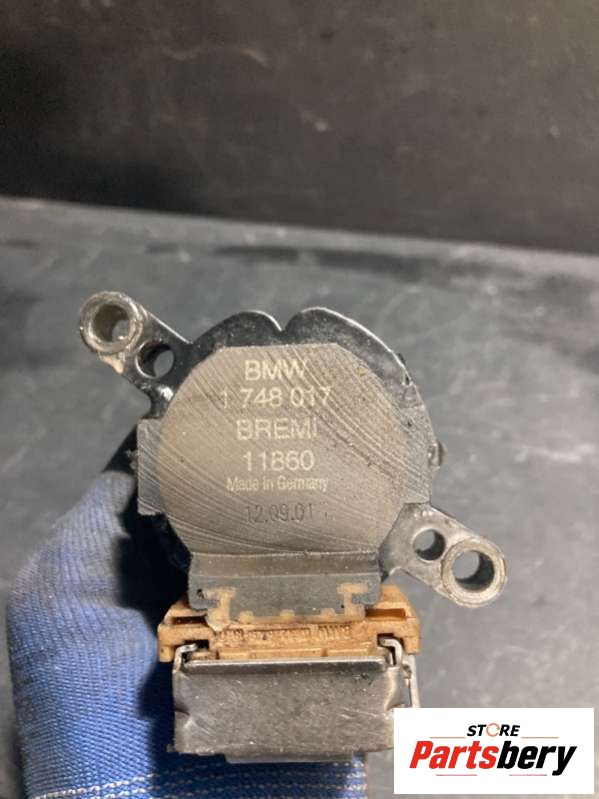 BMW
1 748 017
BREMI
11860
Made in Germany
12.09.01
STORE
Partsbery